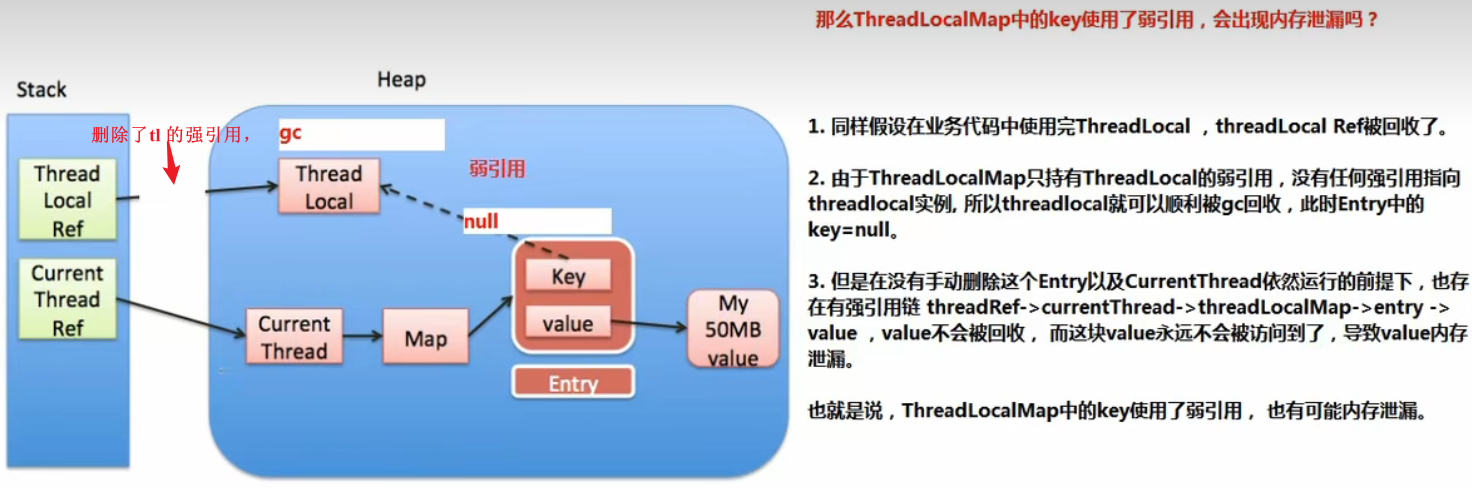 那么ThreadLocalMap中的key使用了弱引用，会出现内存泄漏吗？
Heap
Stack
删除了tl 的强引用，
gc
Thread
Local
Ref
Thread
Local
弱引用
null
Current
Thread
Ref
Key
value
Current
Thread
Map
My
50MB
value
Entry
1. 同样假设在业务代码中使用完ThreadLocal ，threadLocal Ref被回收了。
2. 由于ThreadLocalMap只持有ThreadLocal的弱引用，没有任何强引用指向
threadlocal实例, 所以threadlocal就可以顺利被gc回收，此时Entry中的
key=null。
3. 但是在没有手动删除这个Entry以及CurrentThread依然运行的前提下，也存
在有强引用链 threadRef->currentThread->threadLocalMap->entry ->
value ，value不会被回收， 而这块value永远不会被访问到了，导致value内存
泄漏。
也就是说，ThreadLocalMap中的key使用了弱引用， 也有可能内存泄漏。